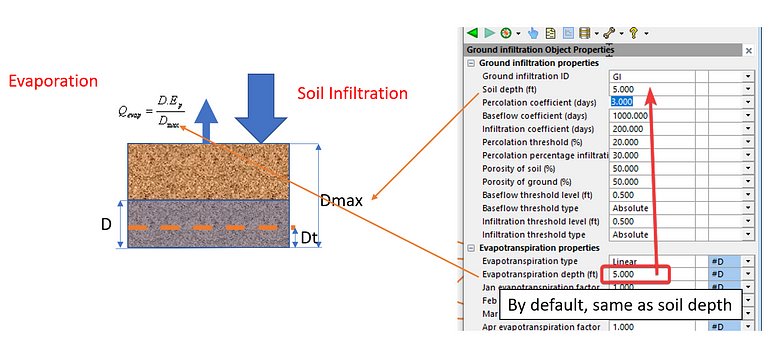 Evaporation
Q_evap = D.E_p / D_max
Soil Infiltration
Dmax
D
Dt
Ground infiltration Object Properties
Ground infiltration properties
Ground infiltration ID GI
Soil depth (ft) 5.000
Percolation coefficient (days) 3.000
Baseflow coefficient (days) 1000.000
Infiltration coefficient (days) 200.000
Percolation threshold (%) 20.000
Percolation percentage infiltrati 30.000
Porosity of soil (%) 50.000
Porosity of ground (%) 50.000
Baseflow threshold level (ft) 0.500
Baseflow threshold type Absolute
Infiltration threshold level (ft) 0.500
Infiltration threshold type Absolute
Evapotranspiration properties
Evapotranspiration type Linear #D
Evapotranspiration depth (ft) 5.000 #D
Jan evapotranspiration factor 1.000 #D
Feb
Mar
By default, same as soil depth
Apr evapotranspiration factor 1.000 #D